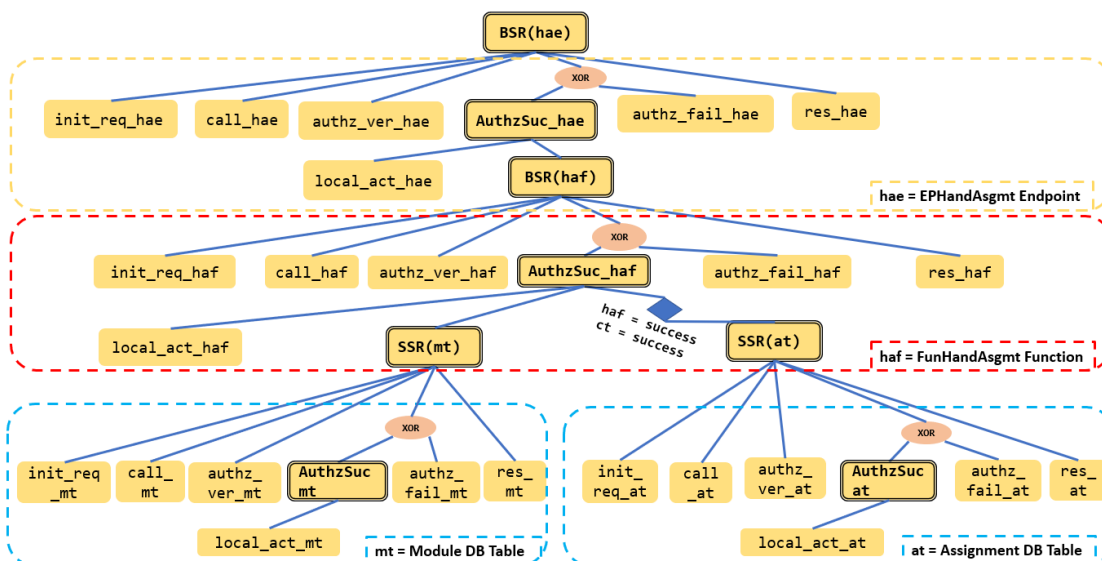 BSR(hae)
XOR
init_req_hae
call_hae
authz_ver_hae
AuthzSuc_hae
authz_fail_hae
res_hae
local_act_hae
BSR(haf)
hae = EPHandAsgmt Endpoint
XOR
init_req_haf
call_haf
authz_ver_haf
AuthzSuc_haf
authz_fail_haf
res_haf
local_act_haf
SSR(mt)
haf = success
ct = success
SSR(at)
haf = FunHandAsgmt Function
XOR
init_req
_mt
call_
mt
authz_
ver_mt
AuthzSuc
mt
authz_
fail_mt
res_
mt
local_act_mt
mt = Module DB Table
XOR
init_
req_at
call
_at
authz_
ver_at
AuthzSuc
at
authz_
fail_at
res_
at
local_act_at
at = Assignment DB Table